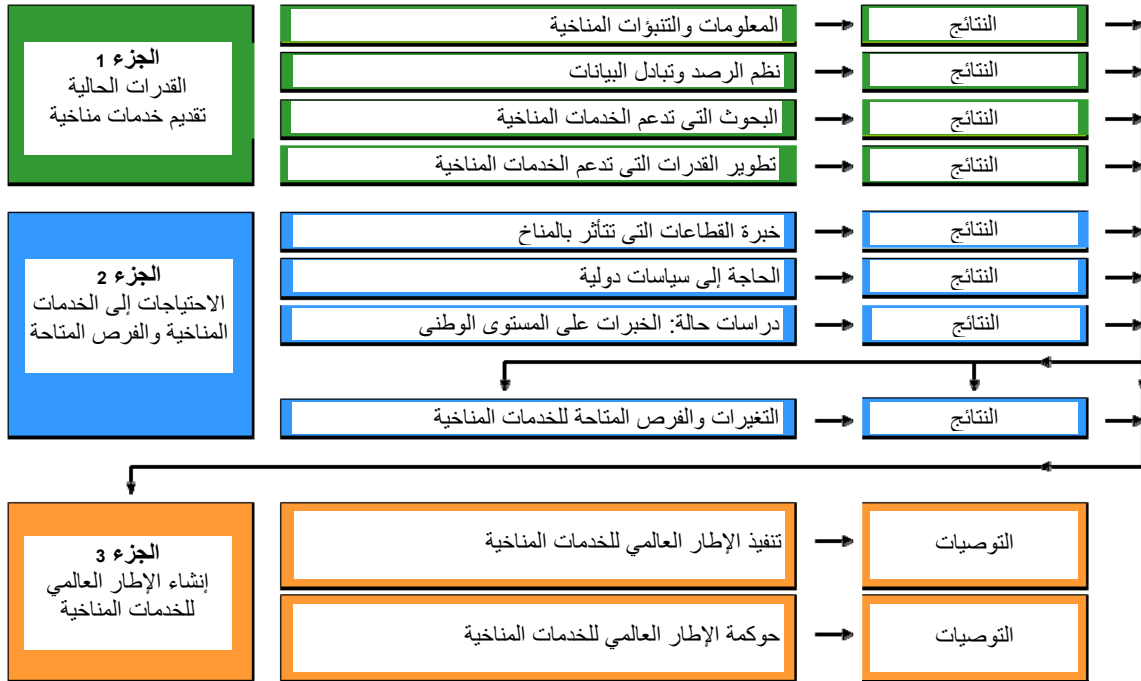 الجزء 1
القدرات الحالية
تقديم خدمات مناخية
المعلومات والتنبؤات المناخية
النتائج
نظم الرصد وتبادل البيانات
النتائج
البحوث التى تدعم الخدمات المناخية
النتائج
تطوير القدرات التى تدعم الخدمات المناخية
النتائج
الجزء 2
الاحتياجات إلى الخدمات
المناخية والفرص المتاحة
خبرة القطاعات التى تتأثر بالمناخ
النتائج
الحاجة إلى سياسات دولية
النتائج
دراسات حالة: الخبرات على المستوى الوطنى
النتائج
التغيرات والفرص المتاحة للخدمات المناخية
النتائج
الجزء 3
إنشاء الإطار العالمي
للخدمات المناخية
تنفيذ الإطار العالمي للخدمات المناخية
التوصيات
حوكمة الإطار العالمي للخدمات المناخية
التوصيات